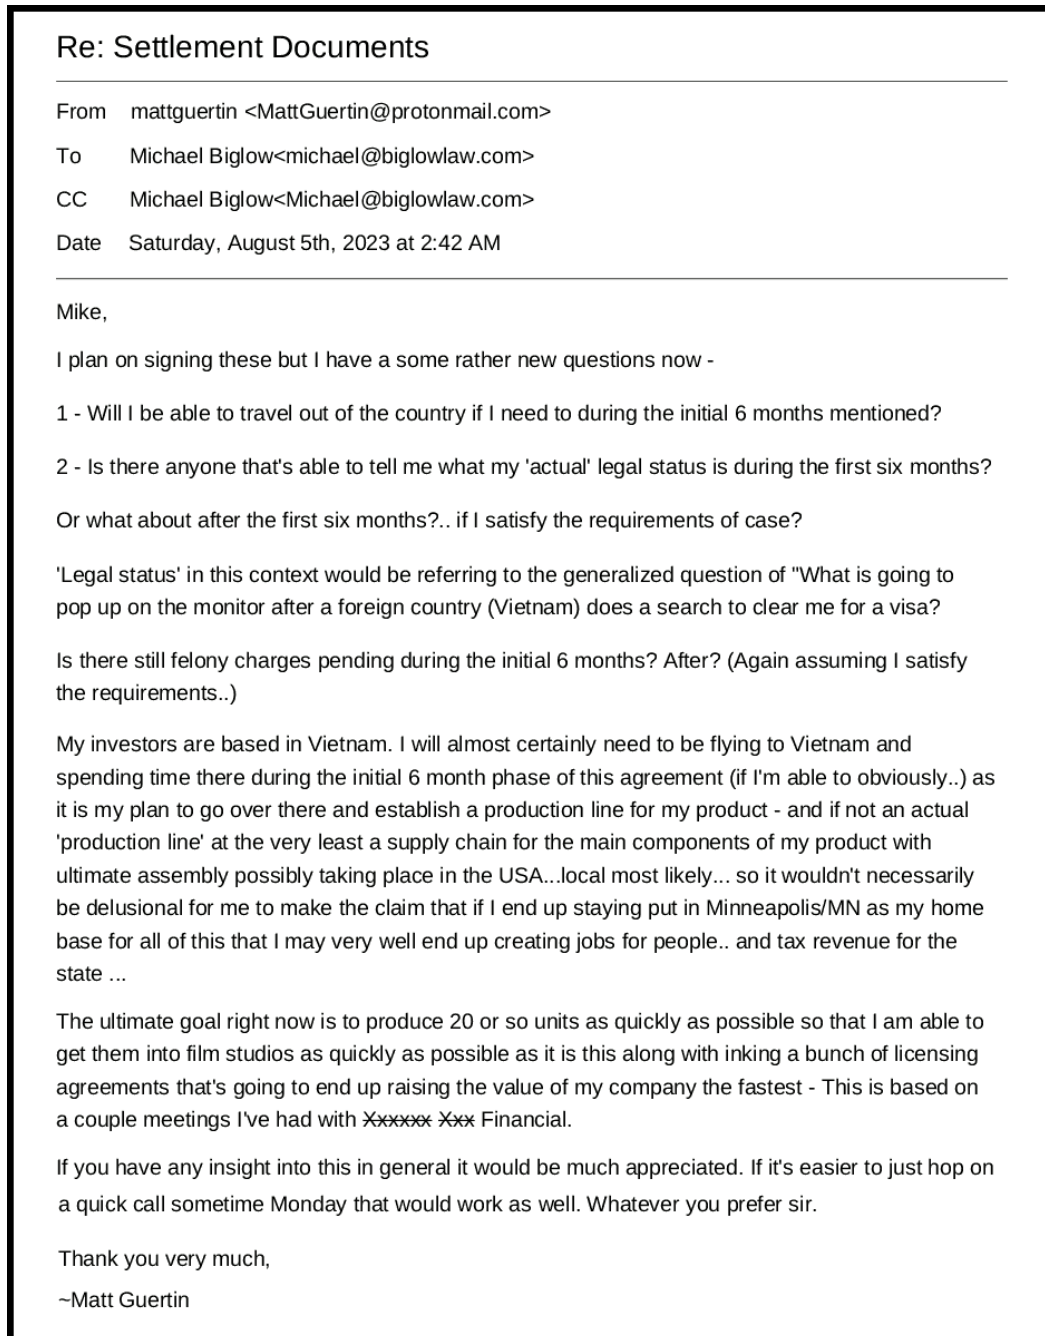 Re: Settlement Documents
From mattguertin <MattGuertin@protonmail.com>
To Michael Biglow<michael@biglowlaw.com>
CC Michael Biglow<Michael@biglowlaw.com>
Date Saturday, August 5th, 2023 at 2:42 AM
Mike,
I plan on signing these but I have a some rather new questions now -
1 - Will I be able to travel out of the country if I need to during the initial 6 months mentioned?
2 - Is there anyone that's able to tell me what my 'actual' legal status is during the first six months?
Or what about after the first six months?.. if I satisfy the requirements of case?
'Legal status' in this context would be referring to the generalized question of "What is going to
pop up on the monitor after a foreign country (Vietnam) does a search to clear me for a visa?
Is there still felony charges pending during the initial 6 months? After? (Again assuming I satisfy
the requirements..)
My investors are based in Vietnam. I will almost certainly need to be flying to Vietnam and
spending time there during the initial 6 month phase of this agreement (if I'm able to obviously..) as
it is my plan to go over there and establish a production line for my product - and if not an actual
'production line' at the very least a supply chain for the main components of my product with
ultimate assembly possibly taking place in the USA...local most likely... so it wouldn't necessarily
be delusional for me to make the claim that if I end up staying put in Minneapolis/MN as my home
base for all of this that I may very well end up creating jobs for people.. and tax revenue for the
state ...
The ultimate goal right now is to produce 20 or so units as quickly as possible so that I am able to
get them into film studios as quickly as possible as it is this along with inking a bunch of licensing
agreements that's going to end up raising the value of my company the fastest - This is based on
a couple meetings I've had with Xxxxxx Xxx Financial.
If you have any insight into this in general it would be much appreciated. If it's easier to just hop on
a quick call sometime Monday that would work as well. Whatever you prefer sir.
Thank you very much,
~Matt Guertin